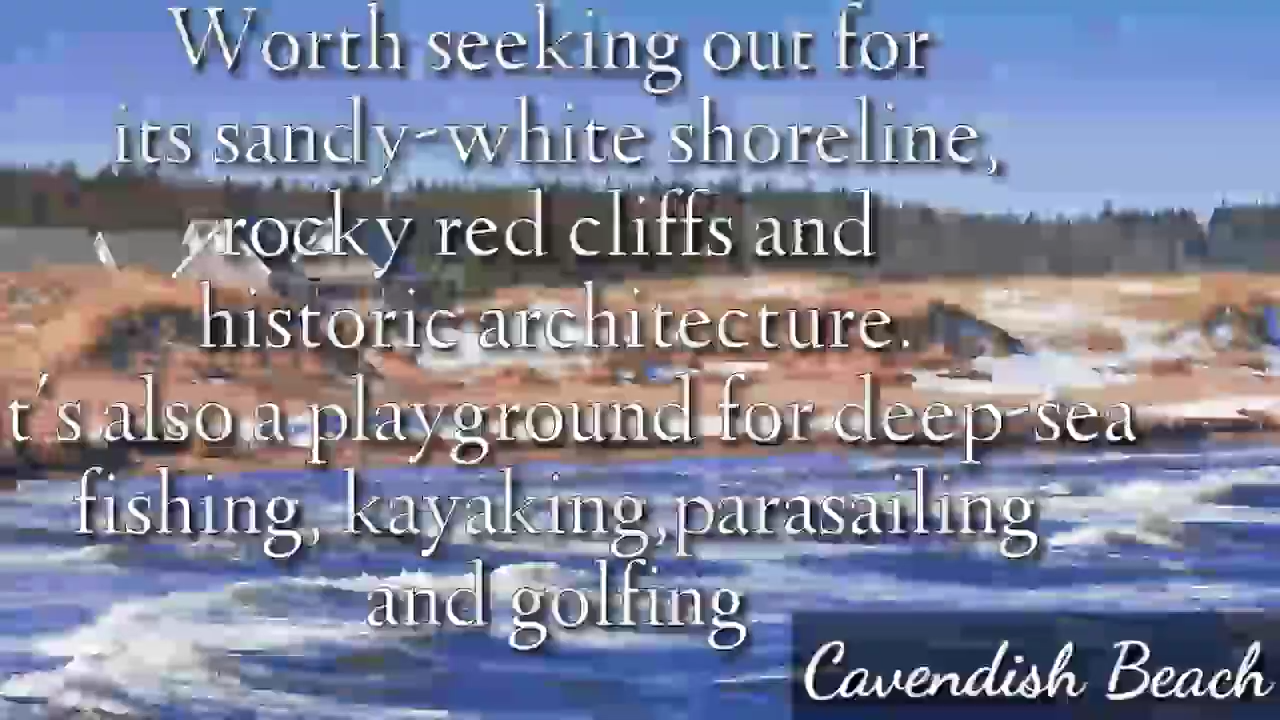 Worth seeking out for
its sandy-white shoreline,
rocky red cliffs and
historic architecture.
t's also a playground for deep-sea
fishing, kayaking,parasailing
and golfing
Cavendish Beach